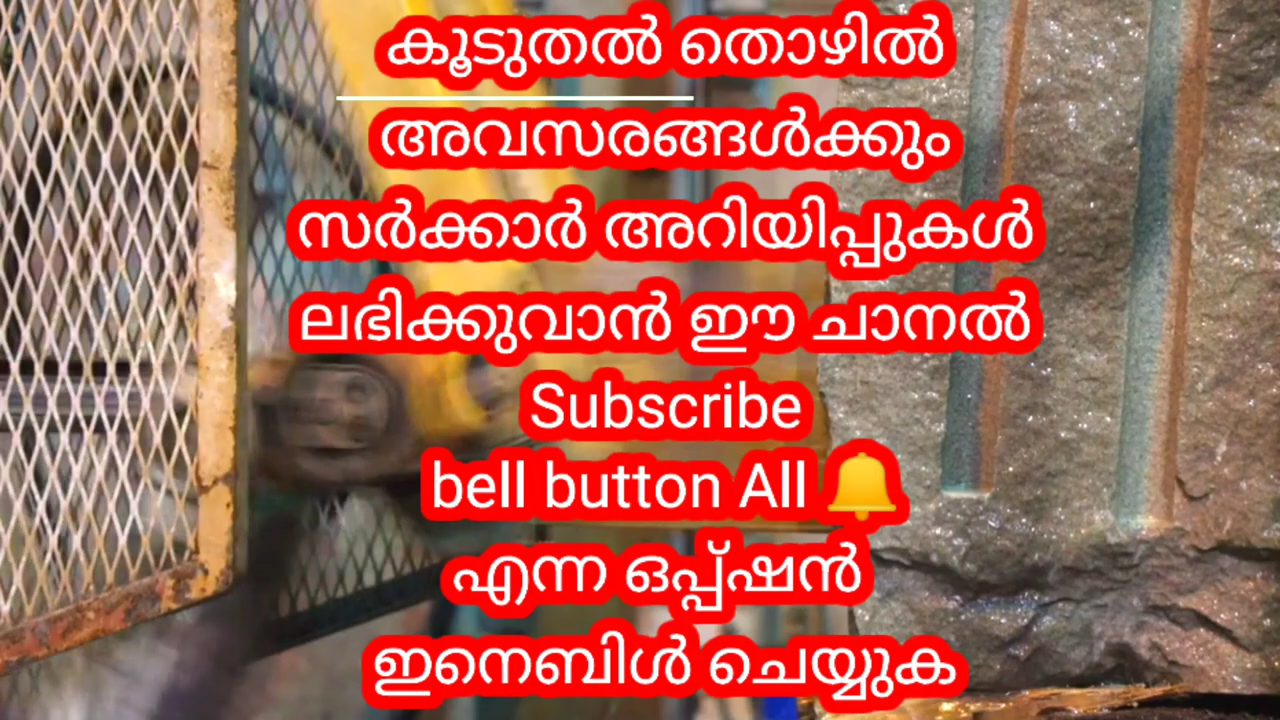 കൂടുതൽ തൊഴിൽ
അവസരങ്ങൾക്കും
സർക്കാർ അറിയിപ്പുകൾ
ലഭിക്കുവാൻ ഈ ചാനൽ
Subscribe
bell button All 🔔
എന്ന ഒപ്പ്ഷൻ
ഇനെബിൾ ചെയ്യുക